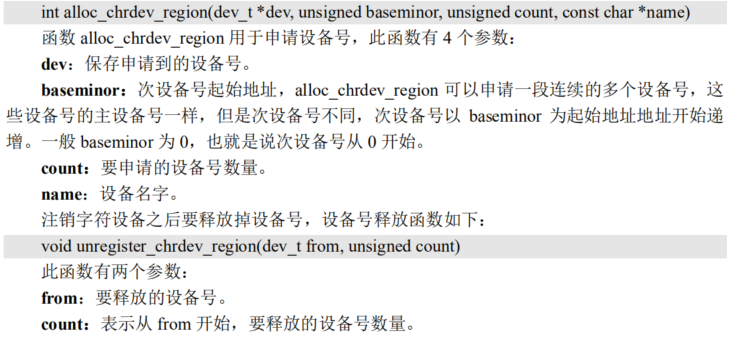 int alloc_chrdev_region(dev_t *dev, unsigned baseminor, unsigned count, const char *name)
函数 alloc_chrdev_region 用于申请设备号，此函数有 4 个参数：
dev：保存申请到的设备号。
baseminor：次设备号起始地址，alloc_chrdev_region 可以申请一段连续的多个设备号，这
些设备号的主设备号一样，但是次设备号不同，次设备号以 baseminor 为起始地址地址开始递
增。一般 baseminor 为 0，也就是说次设备号从 0 开始。
count：要申请的设备号数量。
name：设备名字。
注销字符设备之后要释放掉设备号，设备号释放函数如下：
void unregister_chrdev_region(dev_t from, unsigned count)
此函数有两个参数：
from：要释放的设备号。
count：表示从 from 开始，要释放的设备号数量。